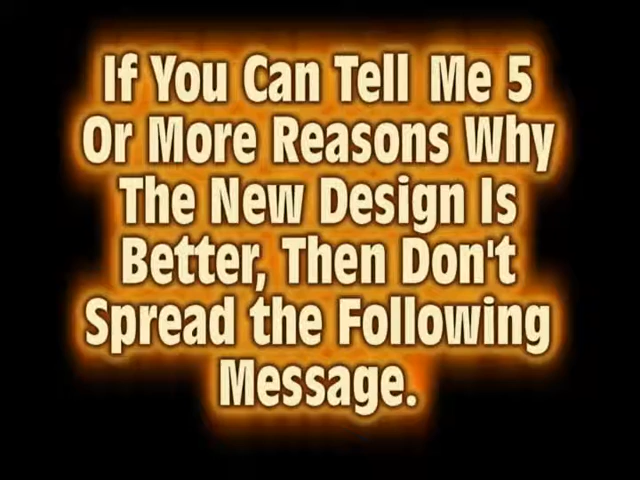 If You Can Tell Me 5
Or More Reasons Why
The New Design Is
Better, Then Don't
Spread the Following
Message.